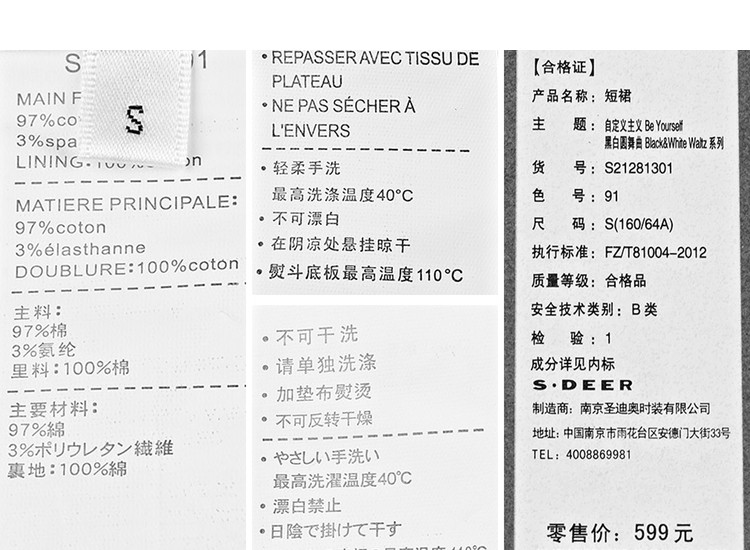 S
01
S
MAIN F
97%co
3%spa
LINING:100%
on
MATIERE PRINCIPALE:
97%coton
3%élasthanne
DOUBLURE:100%coton
主料:
97%棉
3%氨纶
里料:100%棉
主要材料:
97%綿
3%ポリウレタン繊維
裏地:100%綿
• REPASSER AVEC TISSU DE
PLATEAU
• NE PAS SÉCHER À
L'ENVERS
• 轻柔手洗
最高洗涤温度40°C
• 不可漂白
• 在阴凉处悬挂晾干
• 熨斗底板最高温度110°C
• 不可干洗
• 请单独洗涤
• 加垫布熨烫
• 不可反转干燥
• やさしい手洗い
最高洗濯温度40°C
• 漂白禁止
• 日陰で掛けて干す
【合格证】
产品名称: 短裙
主 题: 自定义主义 Be Yourself
黑白圆舞曲 Black&White Waltz 系列
货 号: S21281301
色 号: 91
尺 码: S(160/64A)
执行标准: FZ/T81004-2012
质量等级: 合格品
安全技术类别: B 类
检 验: 1
成分详见内标
S·DEER
制造商: 南京圣迪奥时装有限公司
地址: 中国南京市雨花台区安德门大街33号
TEL: 4008869981
零售价: 599元